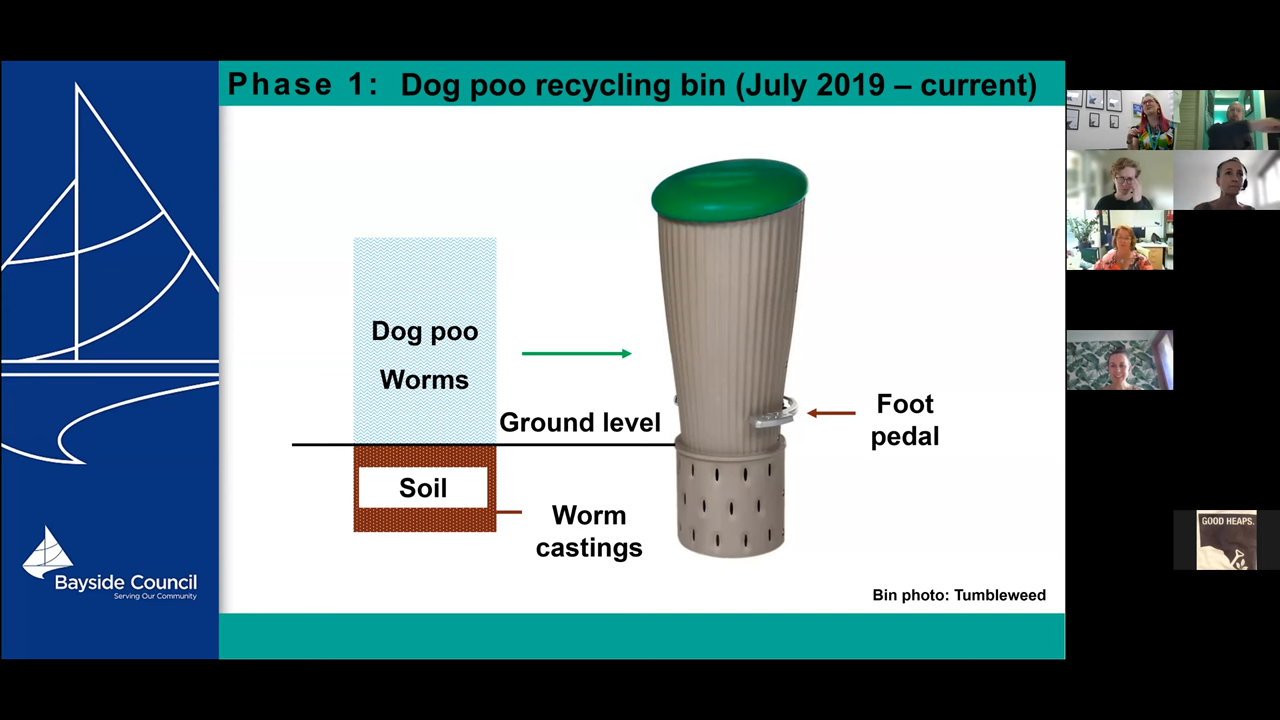 Phase 1: Dog poo recycling bin (July 2019 – current)
Dog poo
Worms
Ground level
Soil
Worm
castings
Foot
pedal
Bin photo: Tumbleweed
Bayside Council
Serving Our Community
GOOD HEAPS.